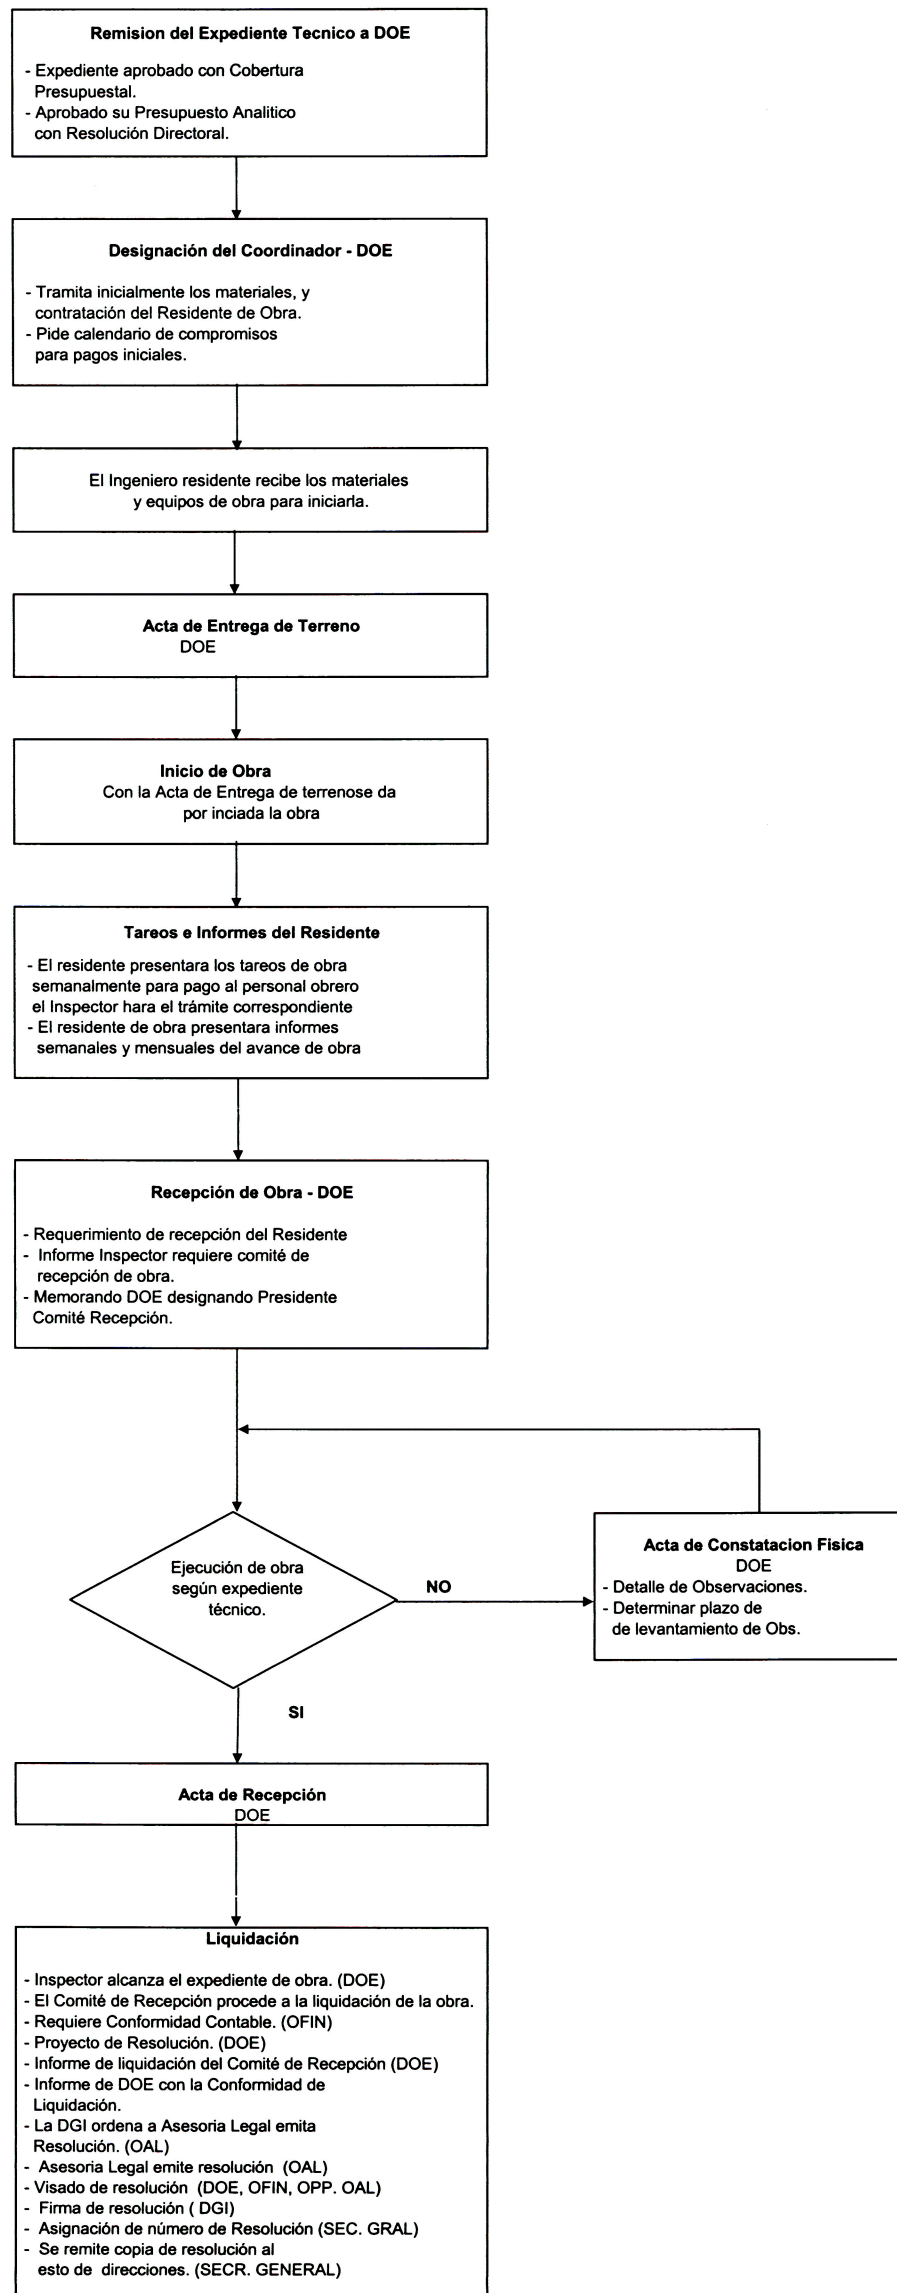 Remision del Expediente Tecnico a DOE
- Expediente aprobado con Cobertura
Presupuestal.
- Aprobado su Presupuesto Analitico
con Resolución Directoral.
Designación del Coordinador - DOE
- Tramita inicialmente los materiales, y
contratación del Residente de Obra.
- Pide calendario de compromisos
para pagos iniciales.
El Ingeniero residente recibe los materiales
y equipos de obra para iniciarla.
Acta de Entrega de Terreno
DOE
Inicio de Obra
Con la Acta de Entrega de terrenose da
por inciada la obra
Tareos e Informes del Residente
- El residente presentara los tareos de obra
semanalmente para pago al personal obrero
el Inspector hara el trámite correspondiente
- El residente de obra presentara informes
semanales y mensuales del avance de obra
Recepción de Obra - DOE
- Requerimiento de recepción del Residente
- Informe Inspector requiere comité de
recepción de obra.
- Memorando DOE designando Presidente
Comité Recepción.
Ejecución de obra
según expediente
técnico.
NO
Acta de Constatacion Fisica
DOE
- Detalle de Observaciones.
- Determinar plazo de
de levantamiento de Obs.
SI
Acta de Recepción
DOE
Liquidación
- Inspector alcanza el expediente de obra. (DOE)
- El Comité de Recepción procede a la liquidación de la obra.
- Requiere Conformidad Contable. (OFIN)
- Proyecto de Resolución. (DOE)
- Informe de liquidación del Comité de Recepción (DOE)
- Informe de DOE con la Conformidad de
Liquidación.
- La DGI ordena a Asesoria Legal emita
Resolución. (OAL)
- Asesoria Legal emite resolución (OAL)
- Visado de resolución (DOE, OFIN, OPP. OAL)
- Firma de resolución ( DGI)
- Asignación de número de Resolución (SEC. GRAL)
- Se remite copia de resolución al
esto de direcciones. (SECR. GENERAL)